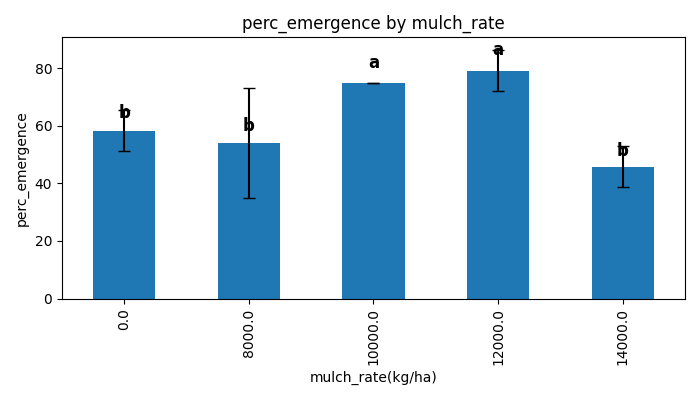 perc_emergence by mulch_rate
perc_emergence
80
60
40
20
0
b
b
a
a
b
0.0
8000.0
10000.0
12000.0
14000.0
mulch_rate(kg/ha)